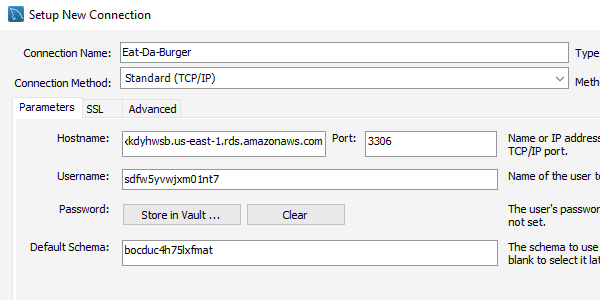 Setup New Connection
Connection Name: Eat-Da-Burger Type
Connection Method: Standard (TCP/IP) Meth
Parameters SSL Advanced
Hostname: kdyhwsb.us-east-1.rds.amazonaws.com Port: 3306 Name or IP addres
TCP/IP port.
Username: sdfw5yvwjxm01nt7 Name of the user t
Password: Store in Vault ... Clear The user's passwor
not set.
Default Schema: bocduc4h75lxfmat The schema to use
blank to select it lat